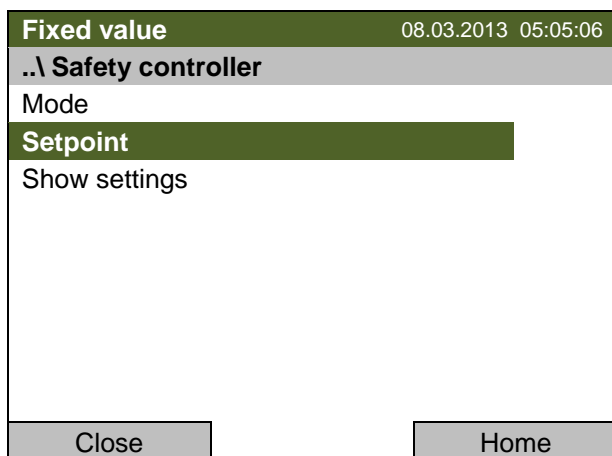 Fixed value 08.03.2013 05:05:06
..\ Safety controller
Mode
Setpoint
Show settings
Close Home